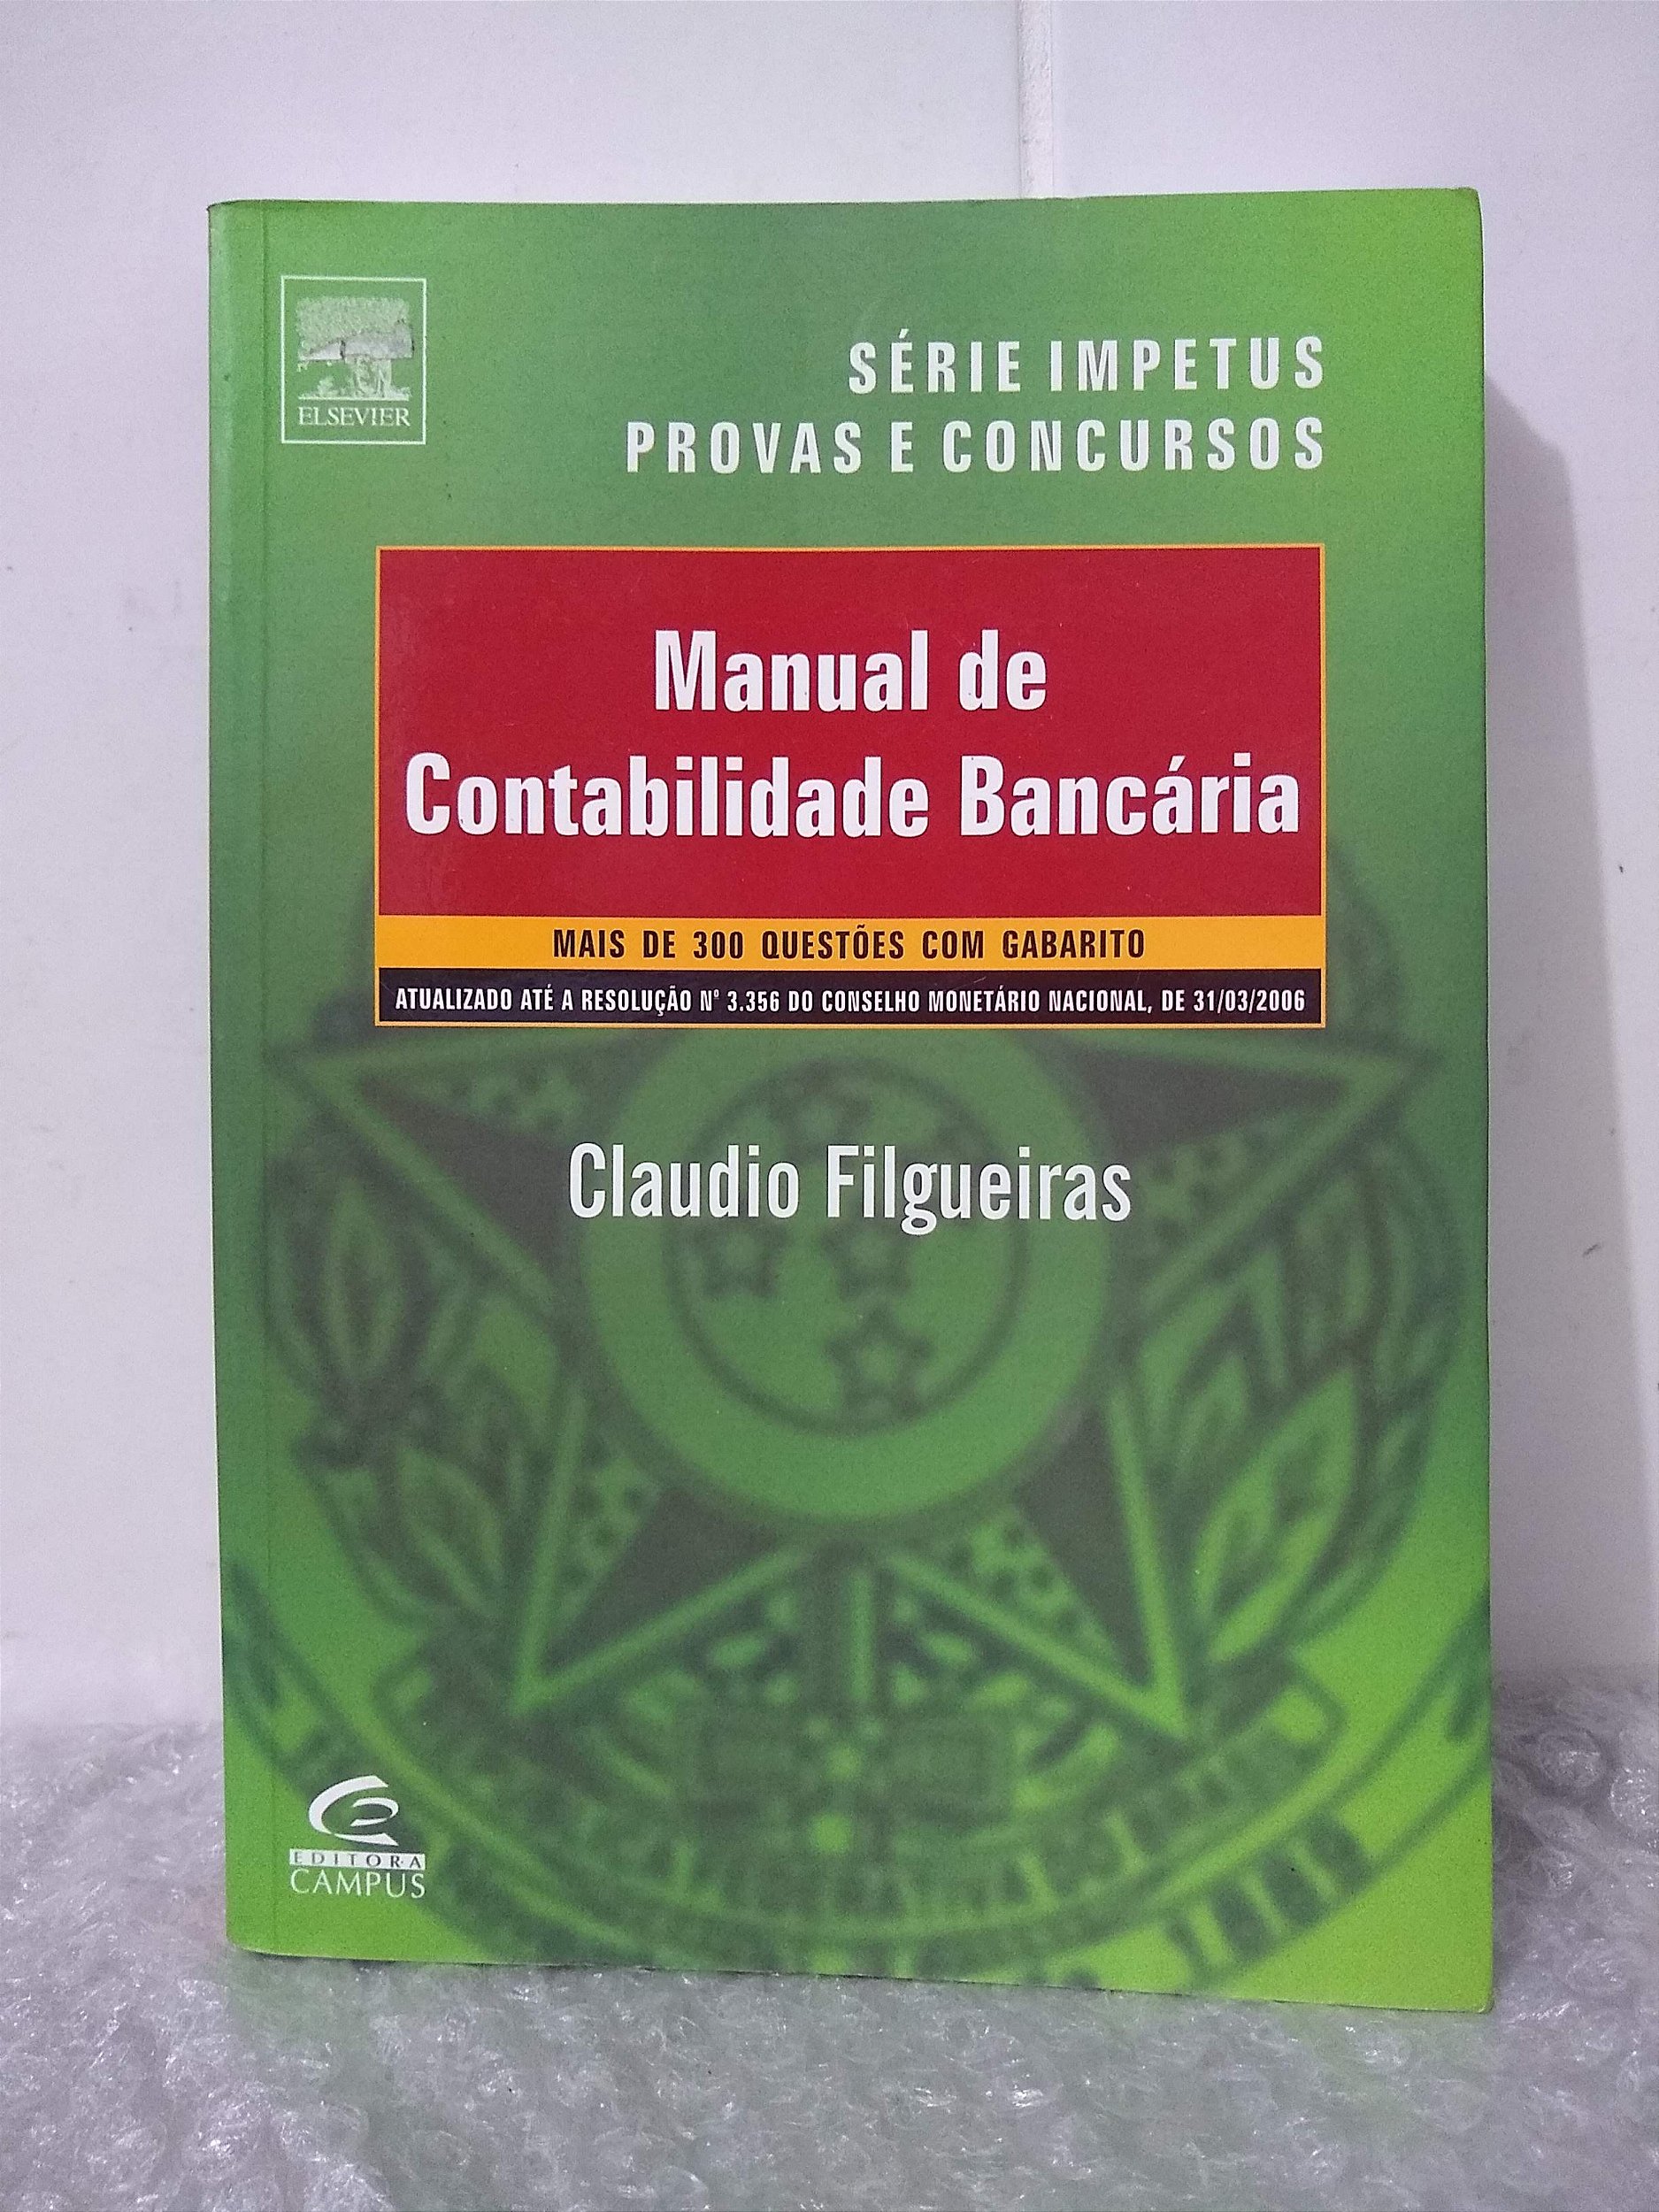 ELSEVIER
SÉRIE IMPETUS
PROVAS E CONCURSOS
Manual de
Contabilidade Bancária
MAIS DE 300 QUESTÕES COM GABARITO
ATUALIZADO ATÉ A RESOLUÇÃO Nº 3.356 DO CONSELHO MONETÁRIO NACIONAL, DE 31/03/2006
Claudio Filgueiras
EDITORA
CAMPUS